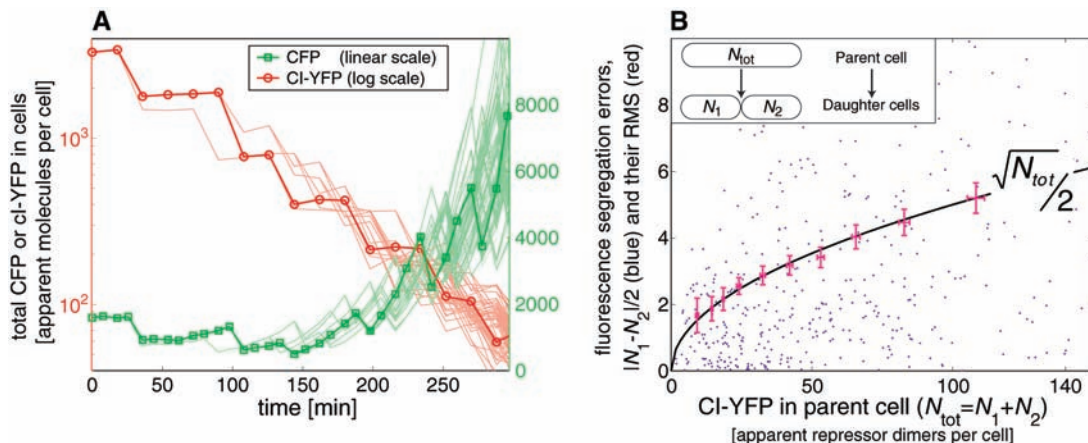 A
total CFP or cI-YFP in cells
[apparent molecules per cell]
10³
10²
CFP (linear scale)
CI-YFP (log scale)
8000
6000
4000
2000
0
0 50 100 150 200 250
time [min]
B
fluorescence segregation errors,
|N₁-N₂|/2 (blue) and their RMS (red)
8
6
4
2
0
N_tot
Parent cell
N₁ N₂
Daughter cells
√N_tot/2
0 50 100 150
CI-YFP in parent cell (N_tot=N₁+N₂)
[apparent repressor dimers per cell]